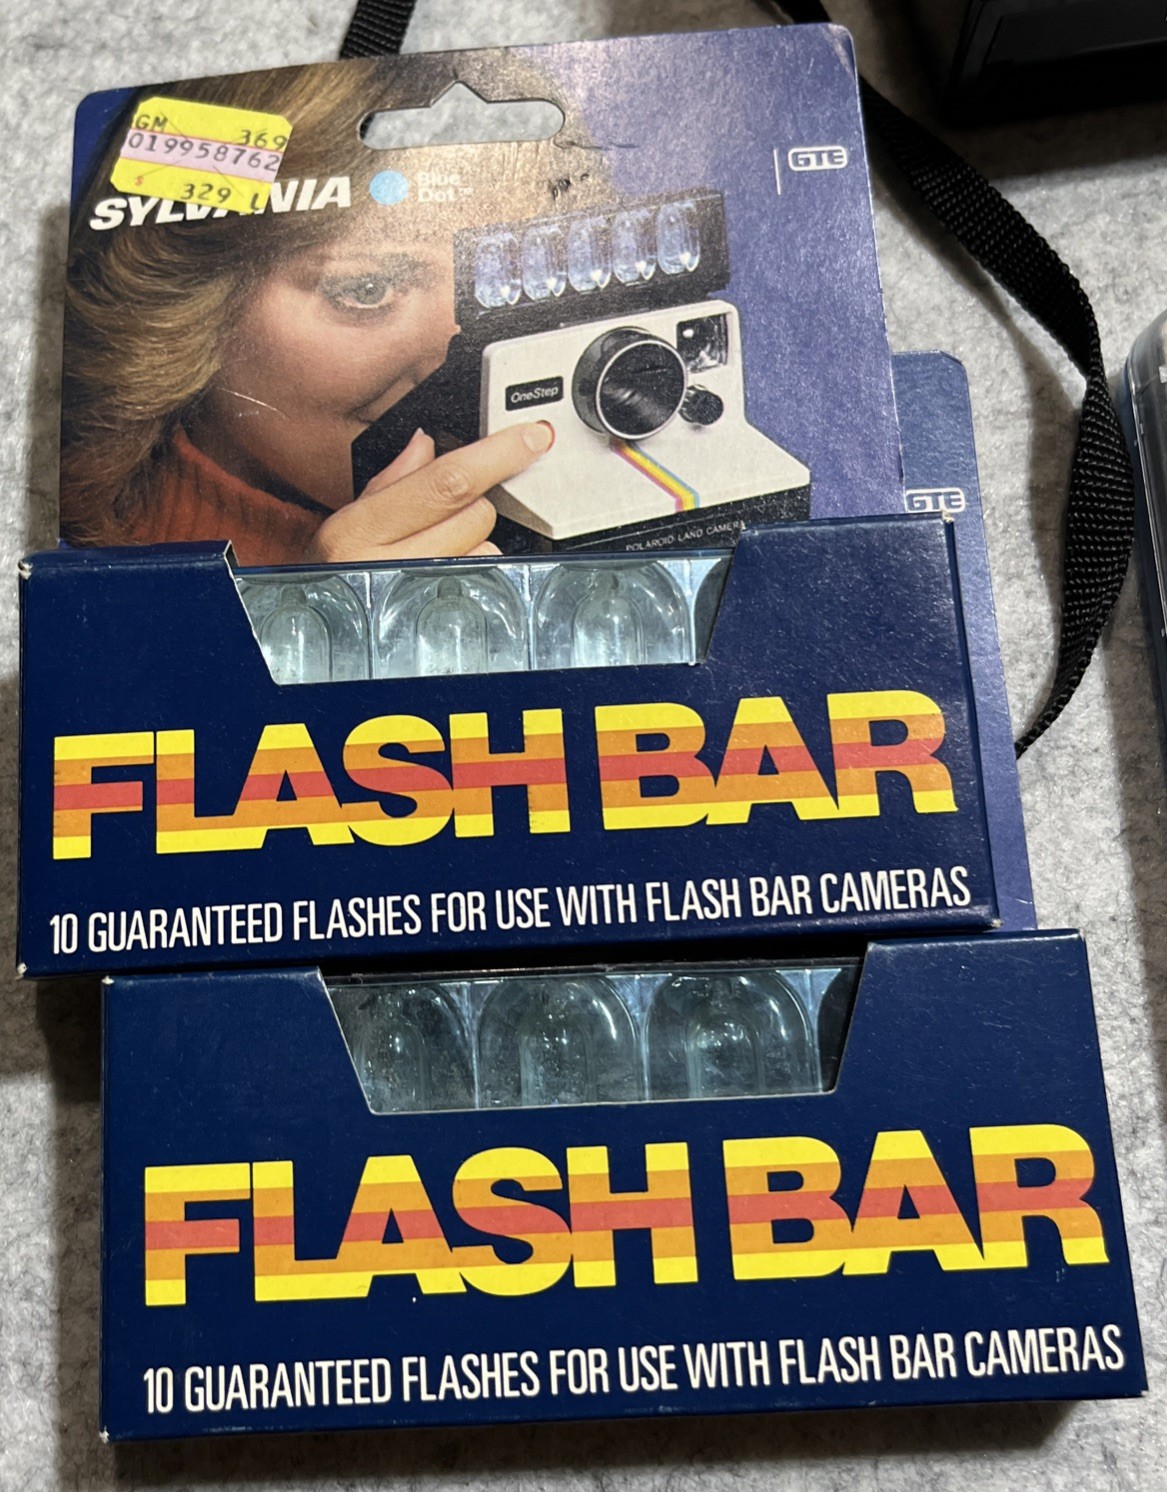 GM 369
019958762
$ 329 L
SYLVANIA Blue
Dot™
GTE
OneStep
POLAROID LAND CAMERA
GTE
FLASH BAR
10 GUARANTEED FLASHES FOR USE WITH FLASH BAR CAMERAS
FLASH BAR
10 GUARANTEED FLASHES FOR USE WITH FLASH BAR CAMERAS